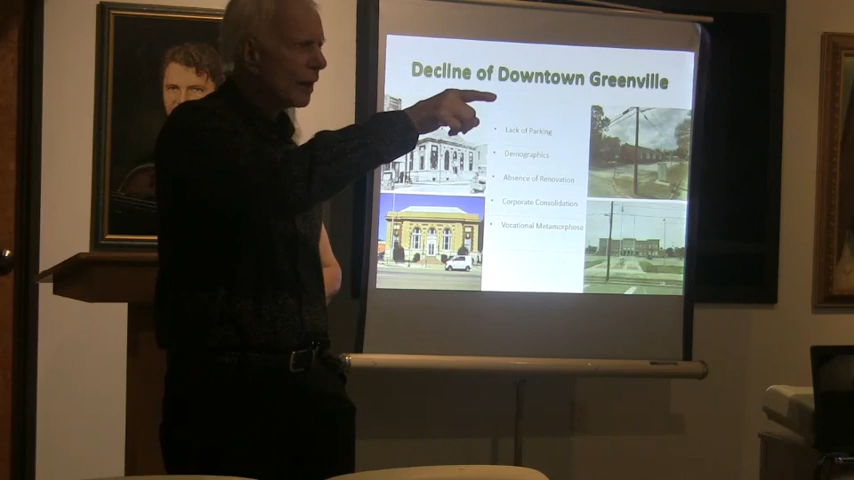 Decline of Downtown Greenville
• Lack of Parking
• Demographics
• Absence of Renovation
• Corporate Consolidation
• Vocational Metamorphose